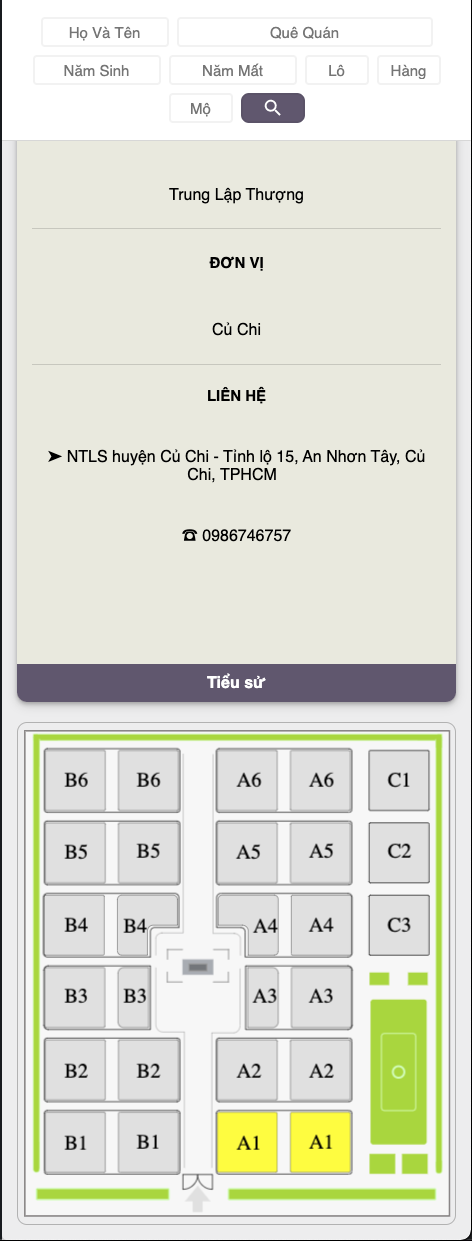 Họ Và Tên Quê Quán
Năm Sinh Năm Mất Lô Hàng
Mộ
Trung Lập Thượng
ĐƠN VỊ
Củ Chi
LIÊN HỆ
➤ NTLS huyện Củ Chi - Tỉnh lộ 15, An Nhơn Tây, Củ
Chi, TPHCM
☎ 0986746757
Tiểu sử
B6 B6 A6 A6 C1
B5 B5 A5 A5 C2
B4 B4 A4 A4 C3
B3 B3 A3 A3
B2 B2 A2 A2
B1 B1 A1 A1